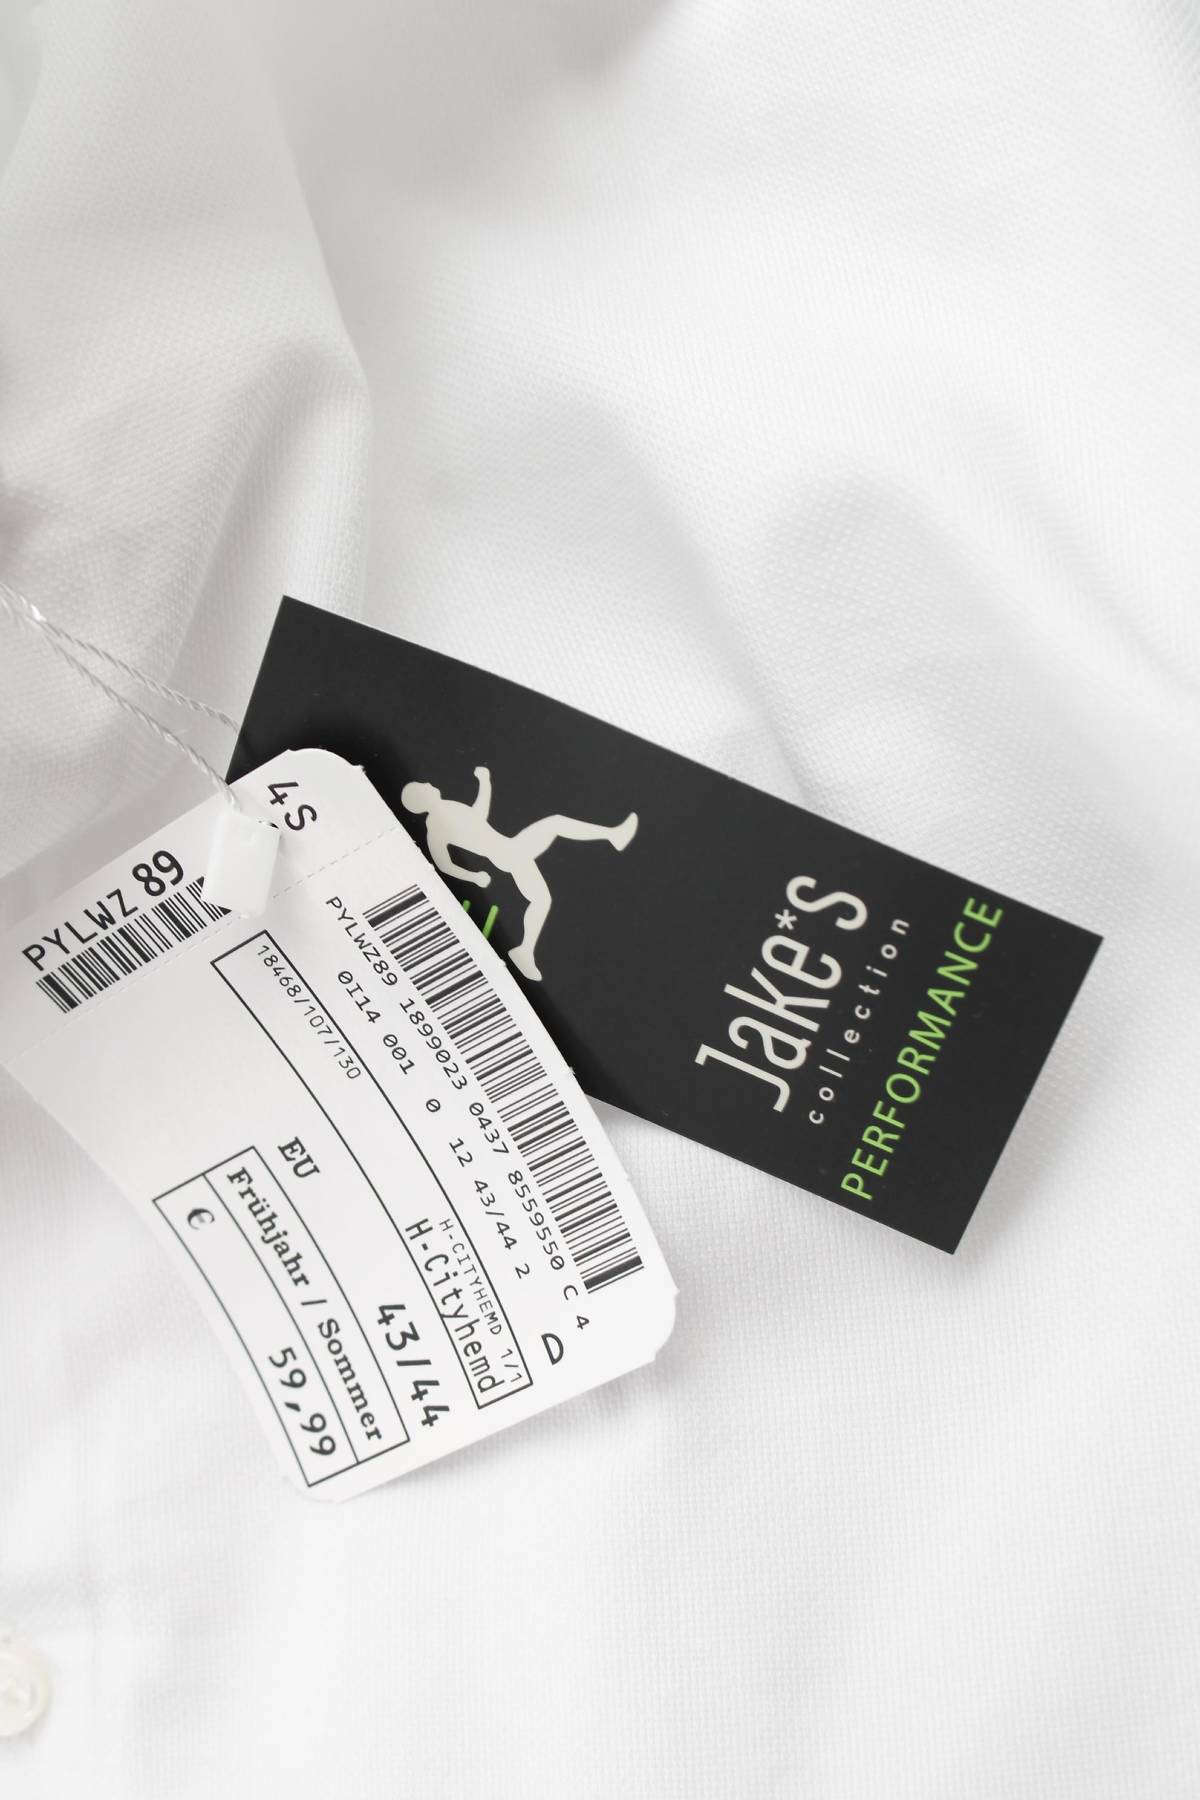 4S
PYLWZ 89
PYLWZ89 1899023 0437 8559550 C 4
0I14 001 0 12 43/44 2 D
18468/107/130 H-CITYHEMD 1/1
H-Cityhemd
EU 43/44
Frühjahr / Sommer
€ 59,99
Jake*s
collection
PERFORMANCE